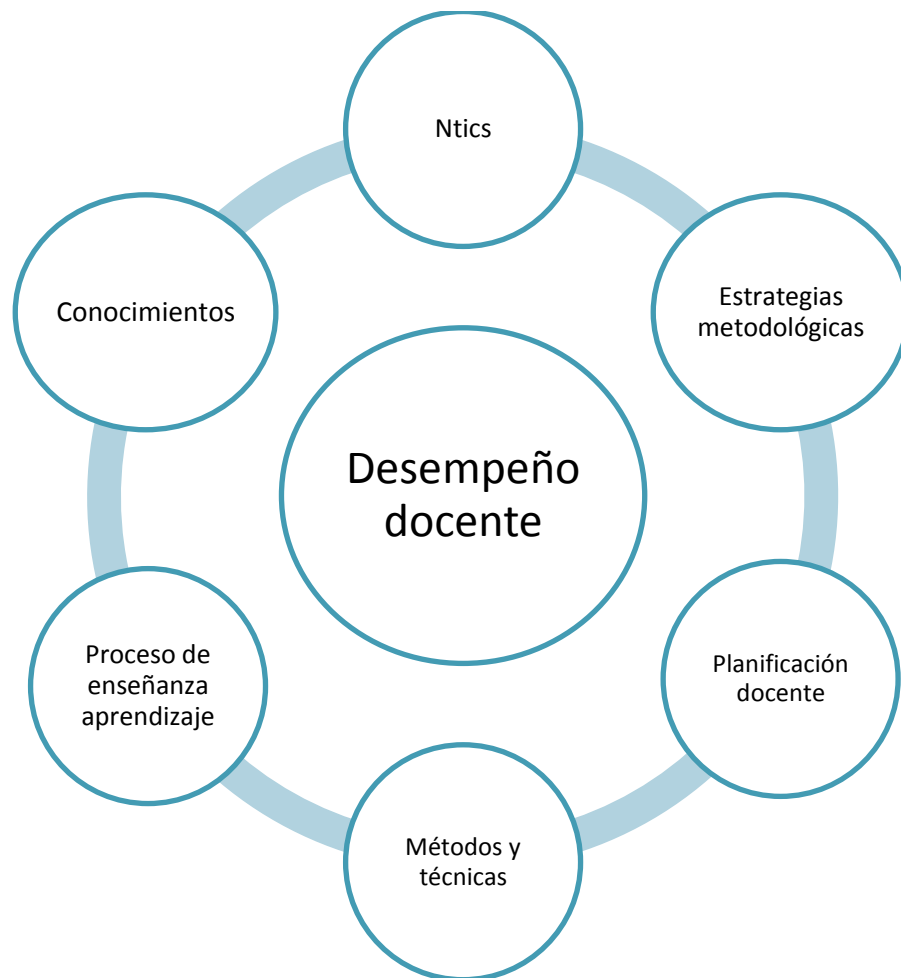 Ntics
Estrategias
metodológicas
Conocimientos
Desempeño
docente
Proceso de
enseñanza
aprendizaje
Planificación
docente
Métodos y
técnicas